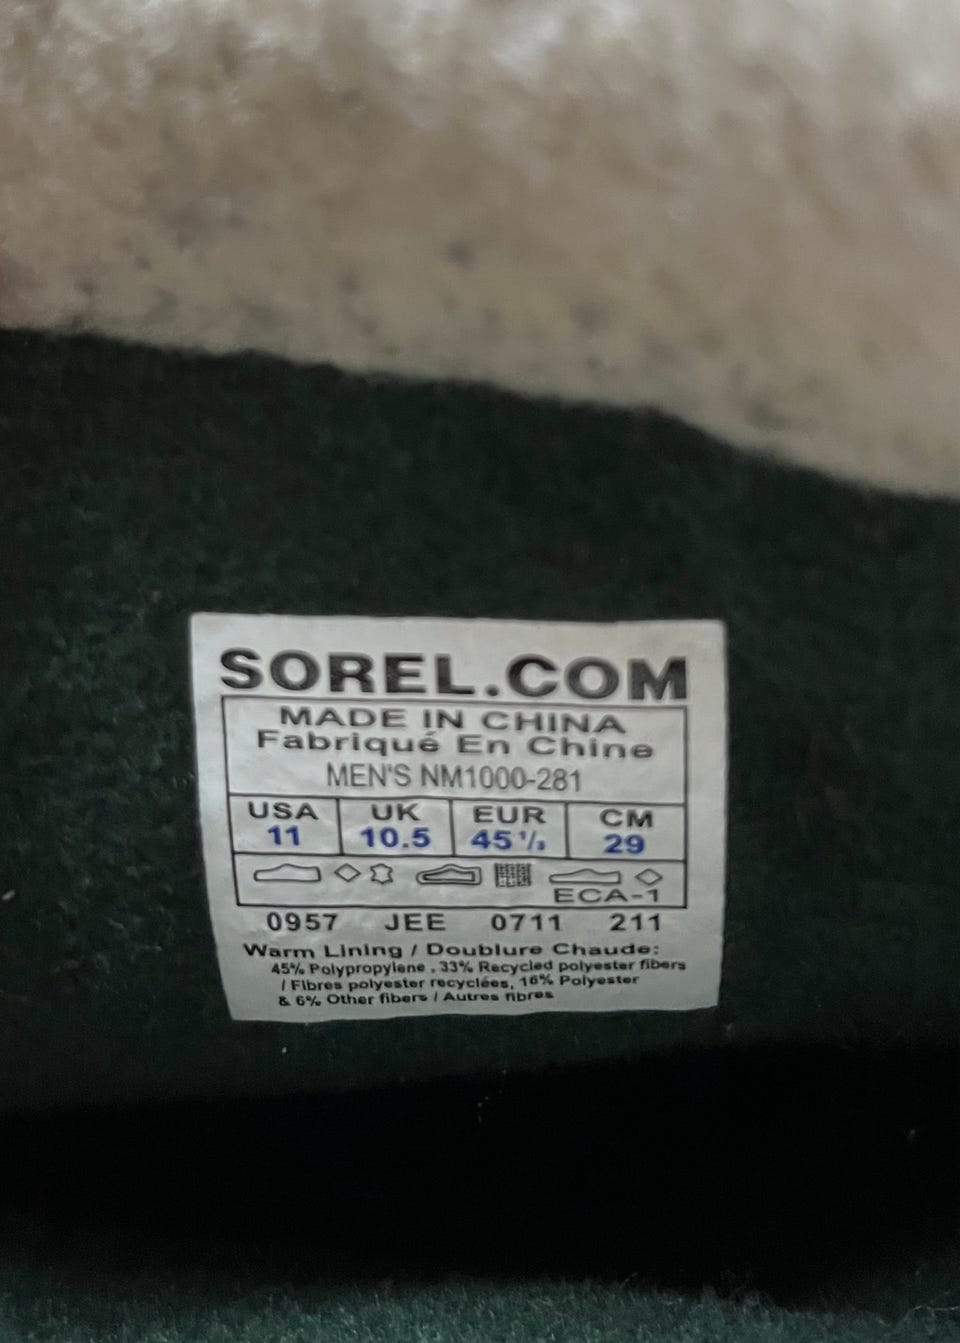 SOREL.COM
MADE IN CHINA
Fabriqué En Chine
MEN'S NM1000-281
USA UK EUR CM
11 10.5 45 1/3 29
ECA-1
0957 JEE 0711 211
Warm Lining / Doublure Chaude:
45% Polypropylene , 33% Recycled polyester fibers
/ Fibres polyester recyclées, 16% Polyester
& 6% Other fibers / Autres fibres